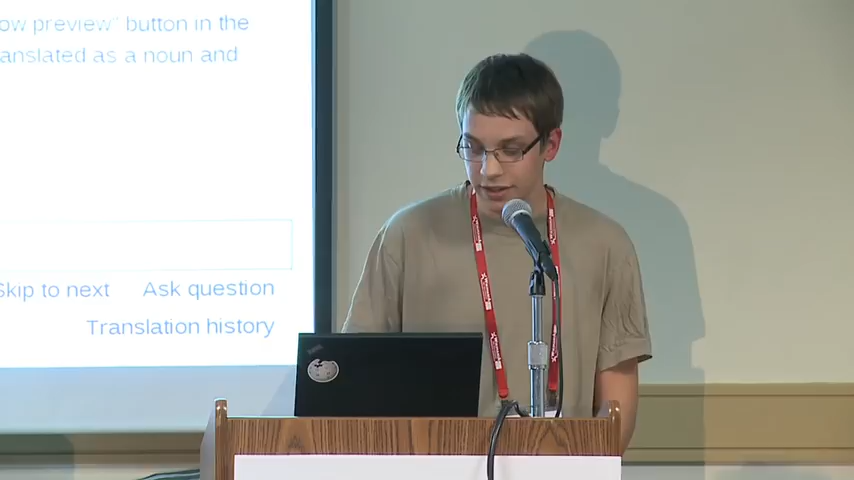 ow preview" button in the
anslated as a noun and
Skip to next
Ask question
Translation history